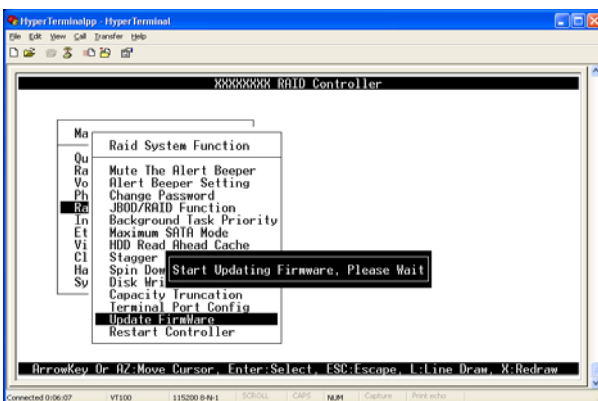 HyperTerminalpp - HyperTerminal
File Edit View Call Transfer Help
XXXXXXXX RAID Controller
Ma
Raid System Function
Qu
Ra Mute The Alert Beeper
Vo Alert Beeper Setting
Ph Change Password
Ra JBOD/RAID Function
In Background Task Priority
Et Maximum SATA Mode
Vi HDD Read Ahead Cache
Cl Stagger
Ha Spin Dow
Start Updating Firmware, Please Wait
Sy Disk Wri
Capacity Truncation
Terminal Port Config
Update FirmWare
Restart Controller
ArrowKey Or AZ:Move Cursor, Enter:Select, ESC:Escape, L:Line Draw, X:Redraw
Connected 0:06:07 VT100 115200 8-N-1 SCROLL CAPS NUM Capture Print echo